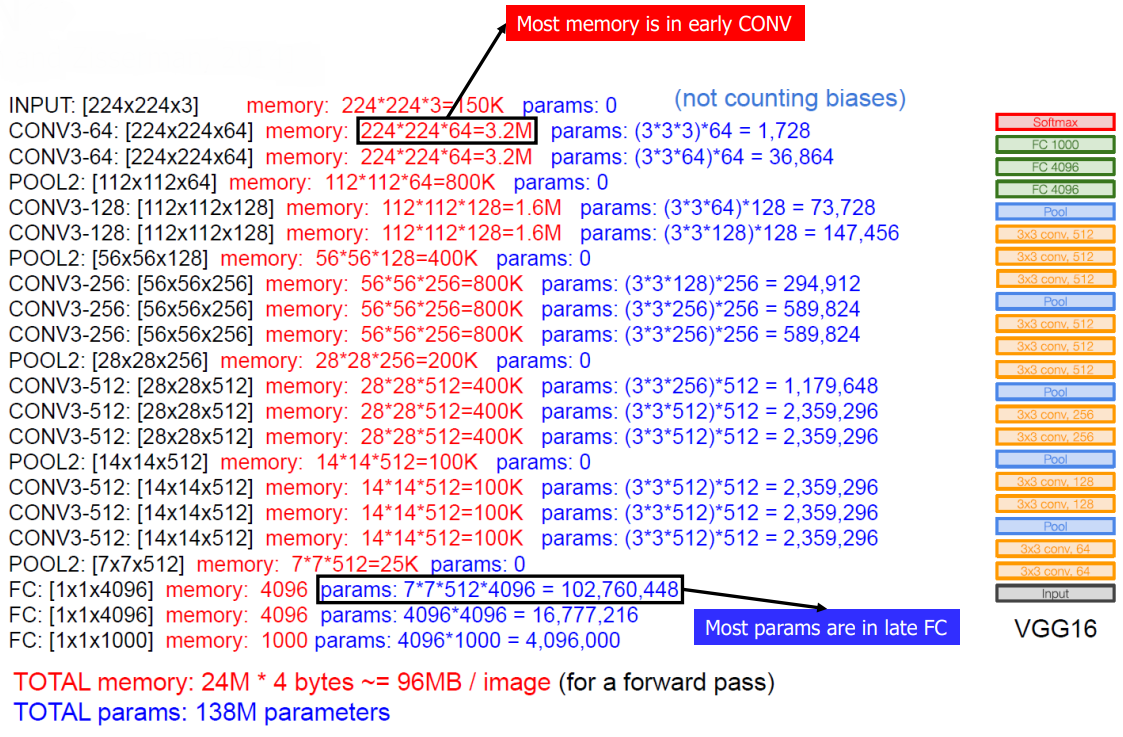 Most memory is in early CONV
(not counting biases)
INPUT: [224x224x3] memory: 224*224*3=150K params: 0
CONV3-64: [224x224x64] memory: 224*224*64=3.2M params: (3*3*3)*64 = 1,728
CONV3-64: [224x224x64] memory: 224*224*64=3.2M params: (3*3*64)*64 = 36,864
POOL2: [112x112x64] memory: 112*112*64=800K params: 0
CONV3-128: [112x112x128] memory: 112*112*128=1.6M params: (3*3*64)*128 = 73,728
CONV3-128: [112x112x128] memory: 112*112*128=1.6M params: (3*3*128)*128 = 147,456
POOL2: [56x56x128] memory: 56*56*128=400K params: 0
CONV3-256: [56x56x256] memory: 56*56*256=800K params: (3*3*128)*256 = 294,912
CONV3-256: [56x56x256] memory: 56*56*256=800K params: (3*3*256)*256 = 589,824
CONV3-256: [56x56x256] memory: 56*56*256=800K params: (3*3*256)*256 = 589,824
POOL2: [28x28x256] memory: 28*28*256=200K params: 0
CONV3-512: [28x28x512] memory: 28*28*512=400K params: (3*3*256)*512 = 1,179,648
CONV3-512: [28x28x512] memory: 28*28*512=400K params: (3*3*512)*512 = 2,359,296
CONV3-512: [28x28x512] memory: 28*28*512=400K params: (3*3*512)*512 = 2,359,296
POOL2: [14x14x512] memory: 14*14*512=100K params: 0
CONV3-512: [14x14x512] memory: 14*14*512=100K params: (3*3*512)*512 = 2,359,296
CONV3-512: [14x14x512] memory: 14*14*512=100K params: (3*3*512)*512 = 2,359,296
CONV3-512: [14x14x512] memory: 14*14*512=100K params: (3*3*512)*512 = 2,359,296
POOL2: [7x7x512] memory: 7*7*512=25K params: 0
FC: [1x1x4096] memory: 4096 params: 7*7*512*4096 = 102,760,448
FC: [1x1x4096] memory: 4096 params: 4096*4096 = 16,777,216
FC: [1x1x1000] memory: 1000 params: 4096*1000 = 4,096,000
Most params are in late FC
TOTAL memory: 24M * 4 bytes ~= 96MB / image (for a forward pass)
TOTAL params: 138M parameters
Softmax
FC 1000
FC 4096
FC 4096
Pool
3x3 conv, 512
3x3 conv, 512
3x3 conv, 512
Pool
3x3 conv, 512
3x3 conv, 512
3x3 conv, 512
Pool
3x3 conv, 256
3x3 conv, 256
Pool
3x3 conv, 128
3x3 conv, 128
Pool
3x3 conv, 64
3x3 conv, 64
Input
VGG16